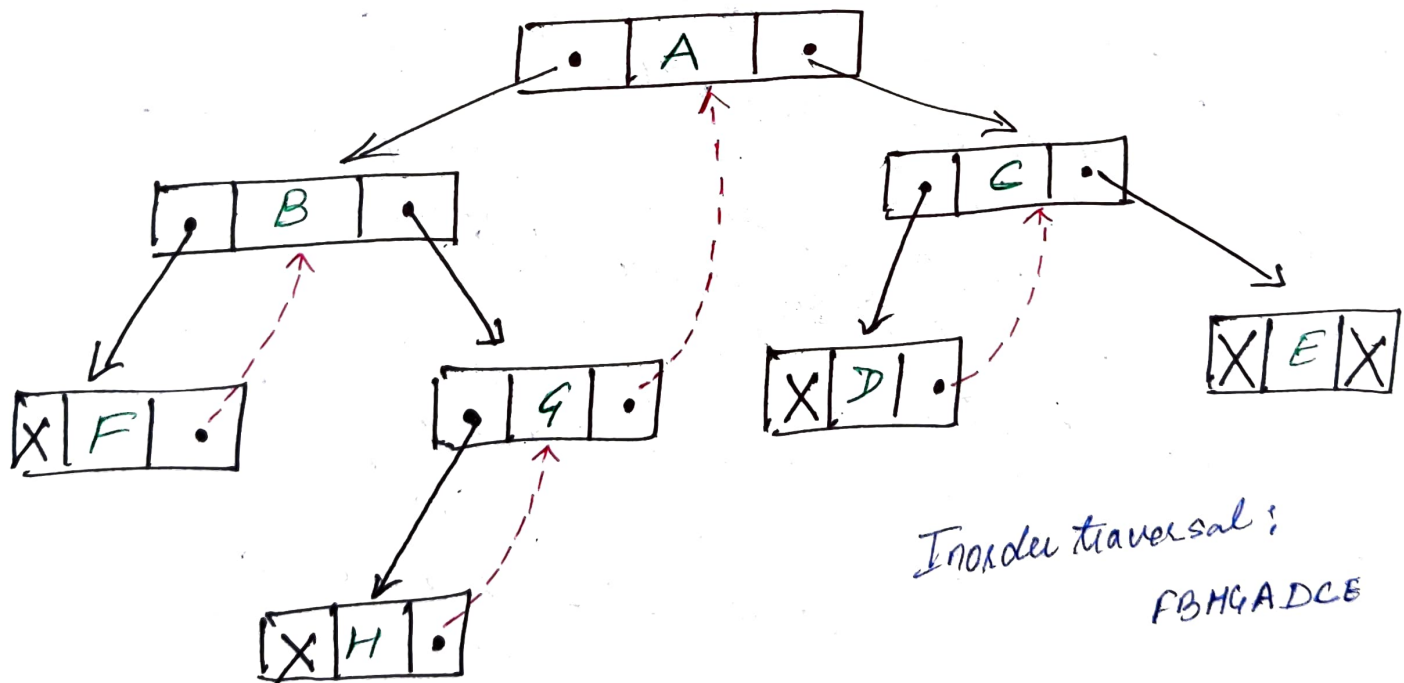 A
B
C
X F
G
X D
X E X
X H
Inorder traversal:
FBHGADCE